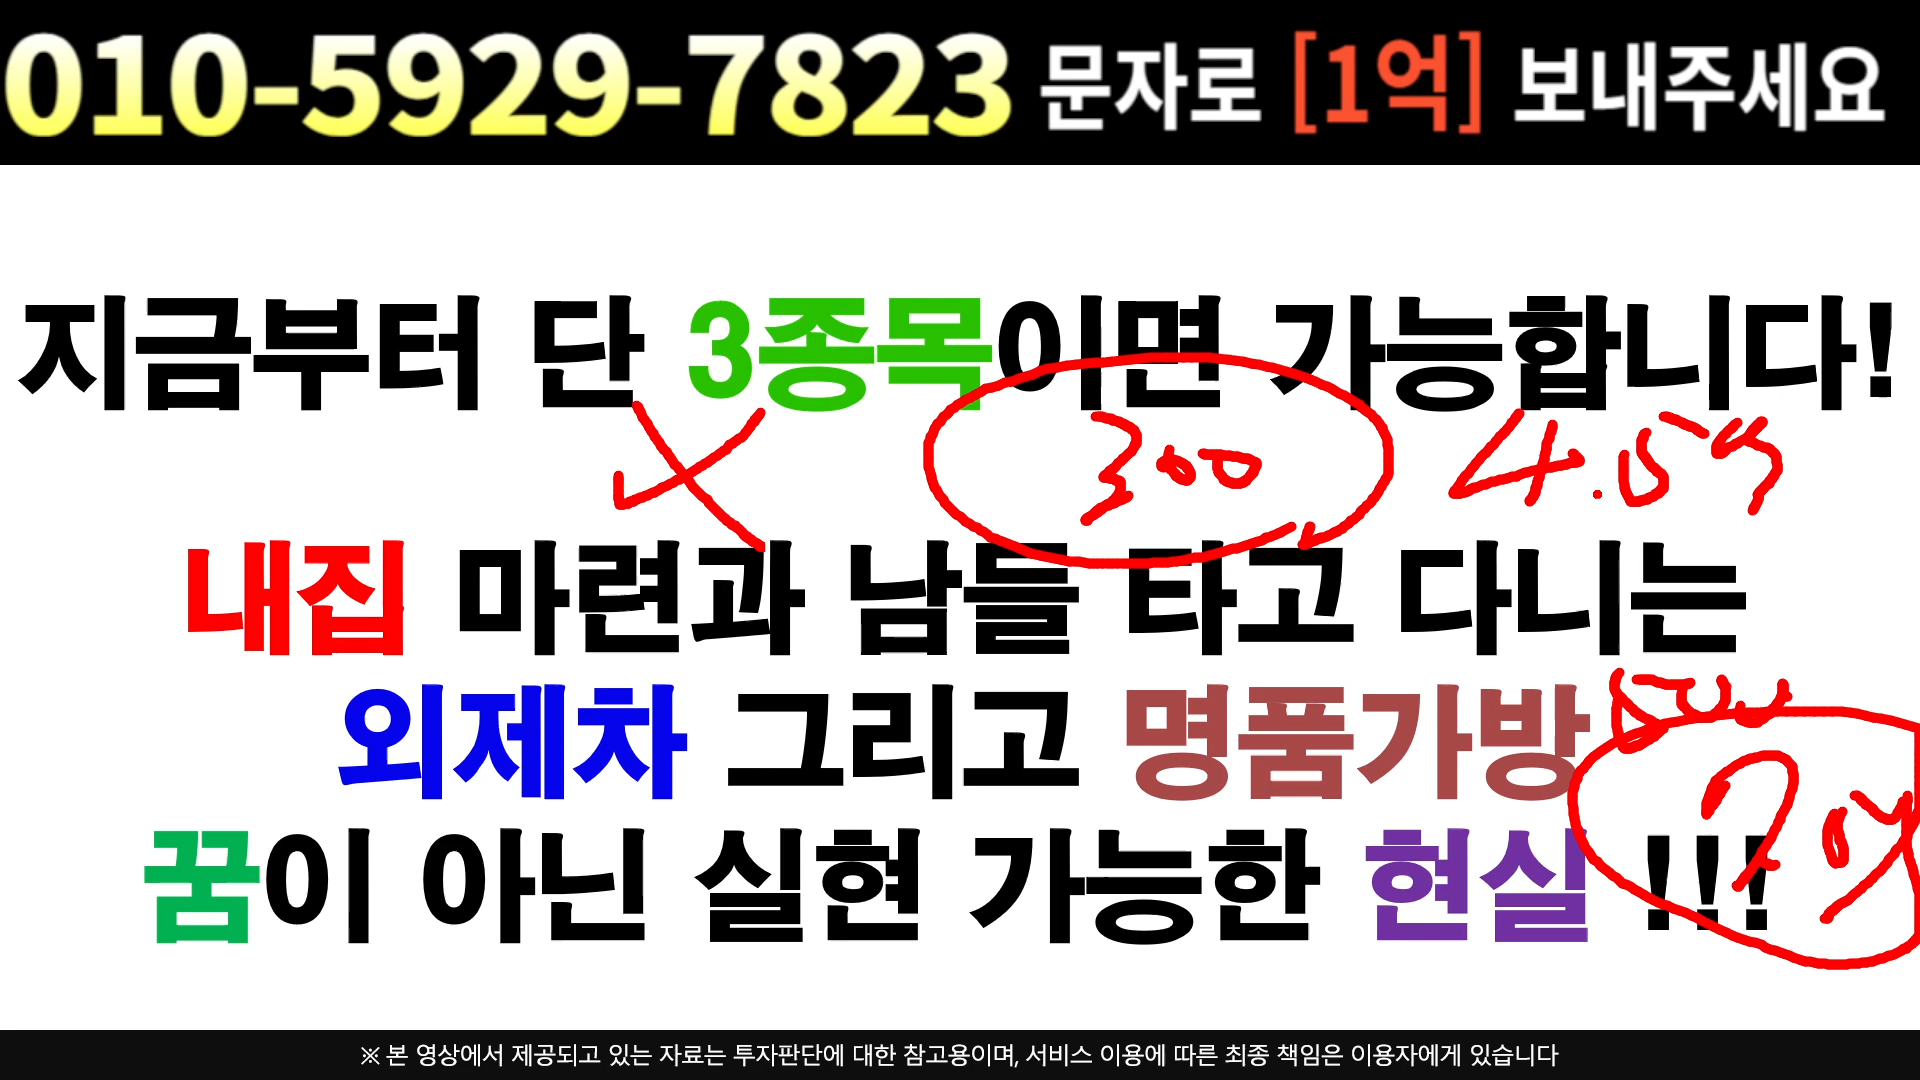 010-5929-7823 문자로 [1억] 보내주세요
지금부터 단 3종목이면 가능합니다!
300
내집 마련과 남들 타고 다니는
외제차 그리고 명품가방
꿈이 아닌 실현 가능한 현실 !!!
※ 본 영상에서 제공되고 있는 자료는 투자판단에 대한 참고용이며, 서비스 이용에 따른 최종 책임은 이용자에게 있습니다